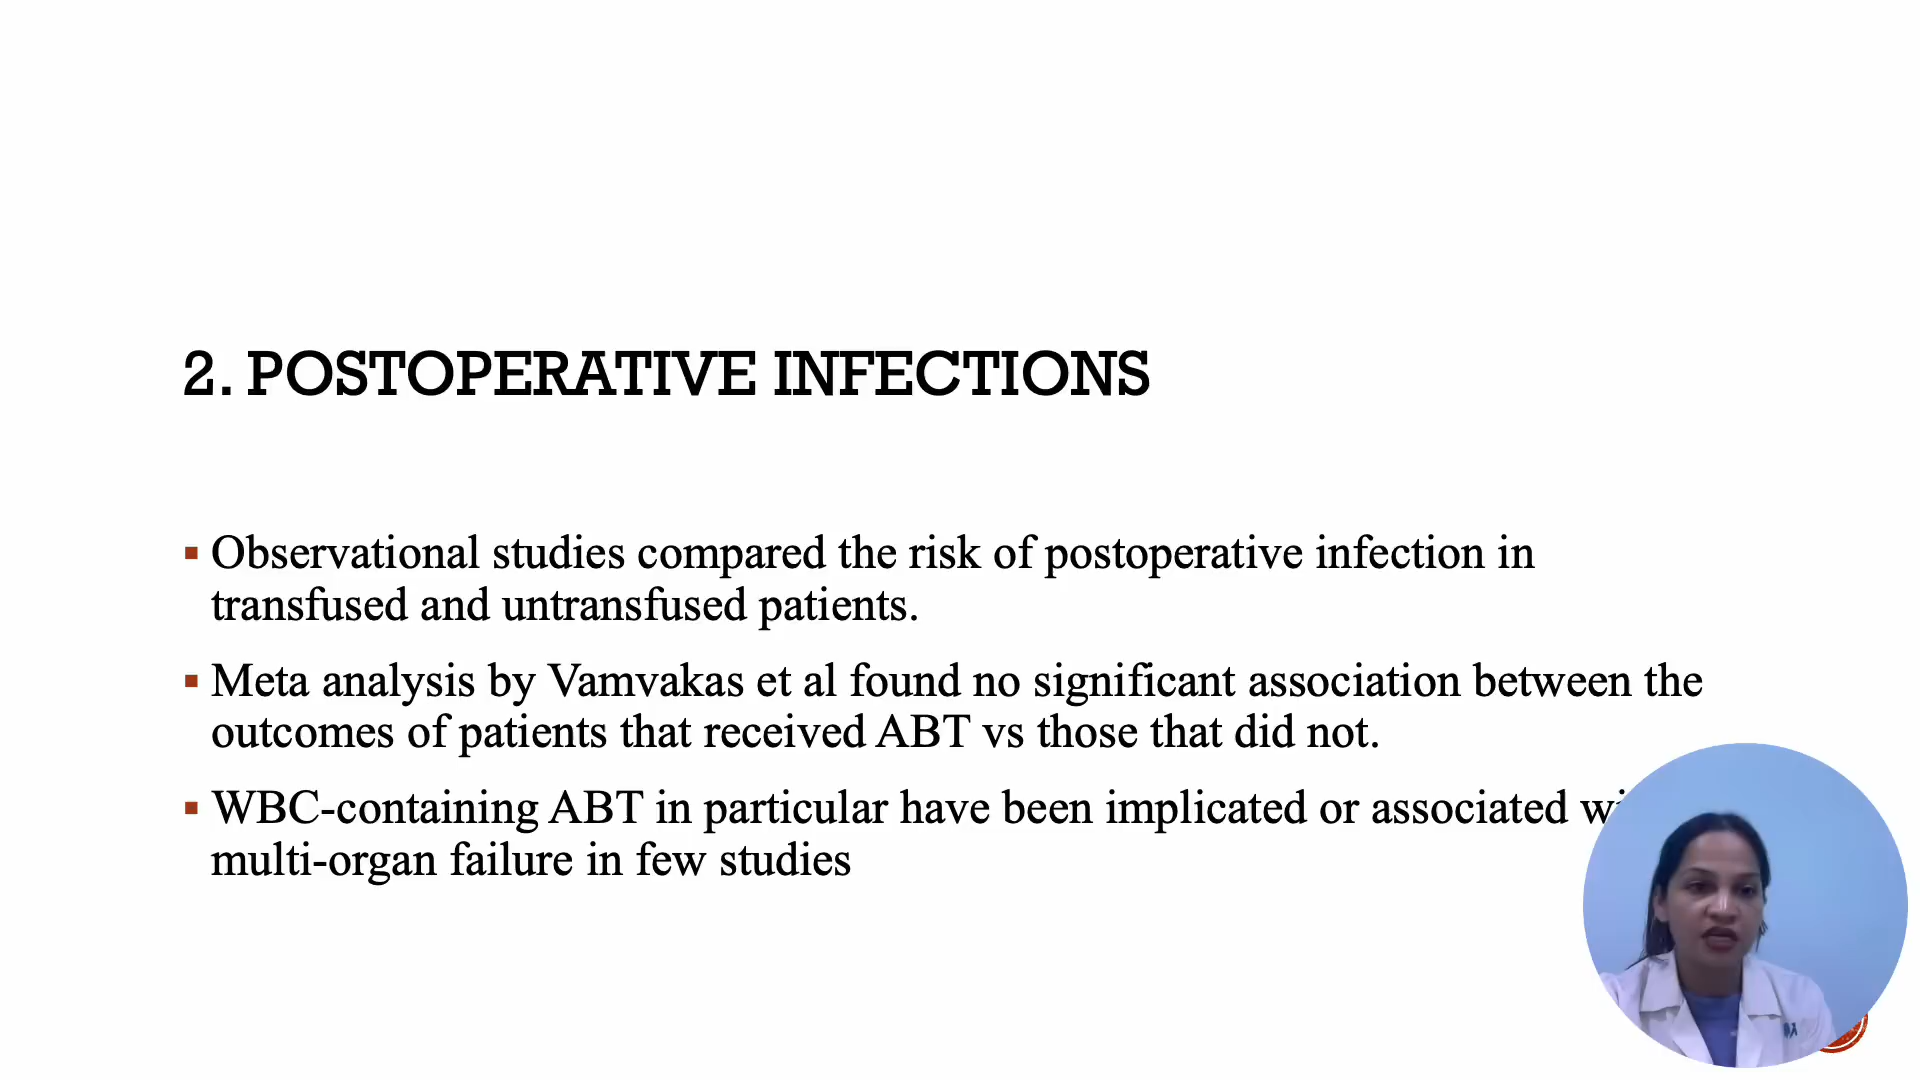 2. POSTOPERATIVE INFECTIONS
Observational studies compared the risk of postoperative infection in
transfused and untransfused patients.
Meta analysis by Vamvakas et al found no significant association between the
outcomes of patients that received ABT vs those that did not.
WBC-containing ABT in particular have been implicated or associated
multi-organ failure in few studies